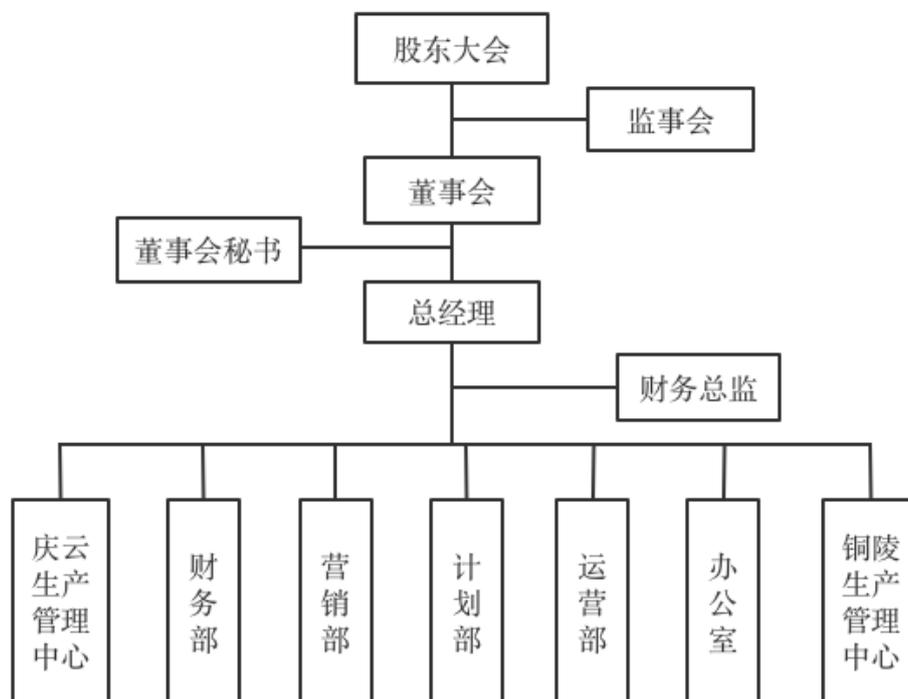 股东大会
监事会
董事会
董事会秘书
总经理
财务总监
庆云
生产
管理
中心
财
务
部
营
销
部
计
划
部
运
营
部
办
公
室
铜陵
生产
管理
中心